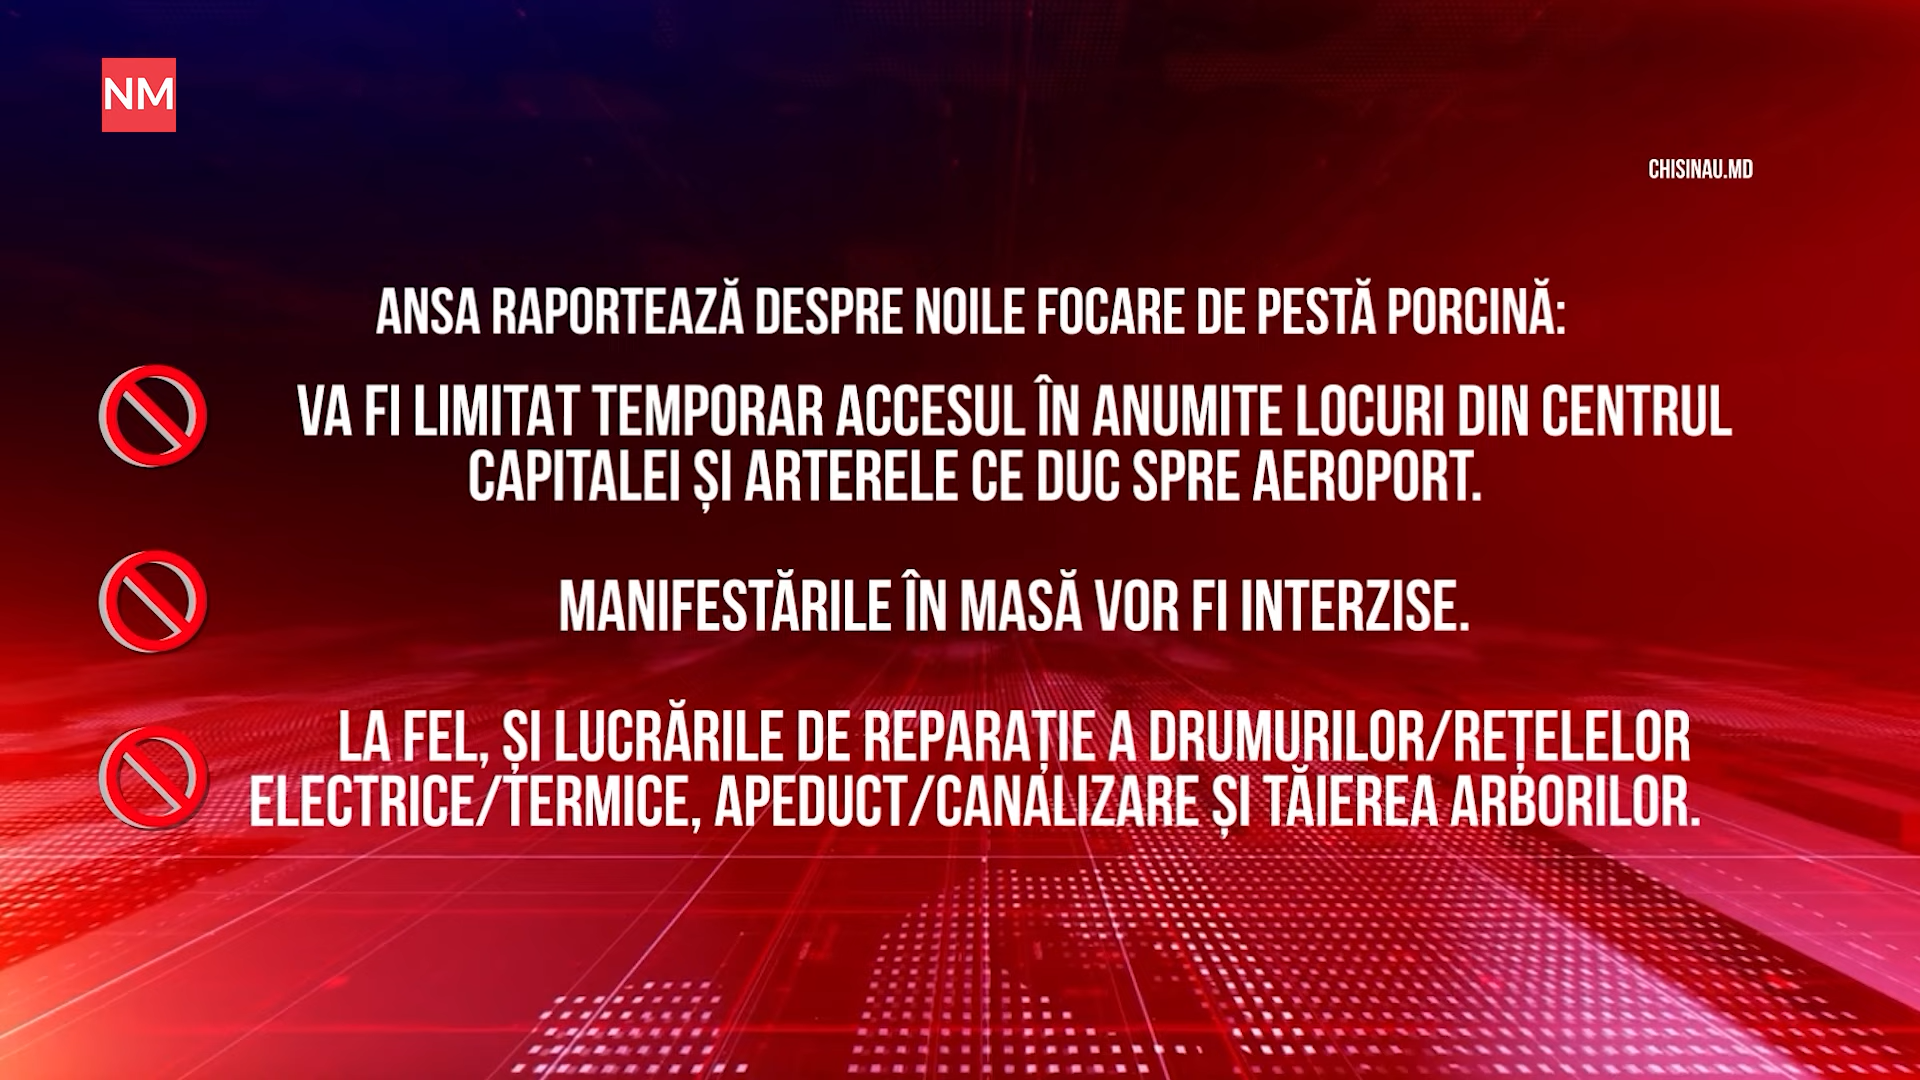 NM
CHISINAU.MD
ANSA RAPORTEAZĂ DESPRE NOILE FOCARE DE PESTĂ PORCINĂ:
VA FI LIMITAT TEMPORAR ACCESUL ÎN ANUMITE LOCURI DIN CENTRUL
CAPITALEI ȘI ARTERELE CE DUC SPRE AEROPORT.
MANIFESTĂRILE ÎN MASĂ VOR FI INTERZISE.
LA FEL, ȘI LUCRĂRILE DE REPARAȚIE A DRUMURILOR/REȚELELOR
ELECTRICE/TERMICE, APEDUCT/CANALIZARE ȘI TĂIEREA ARBORILOR.